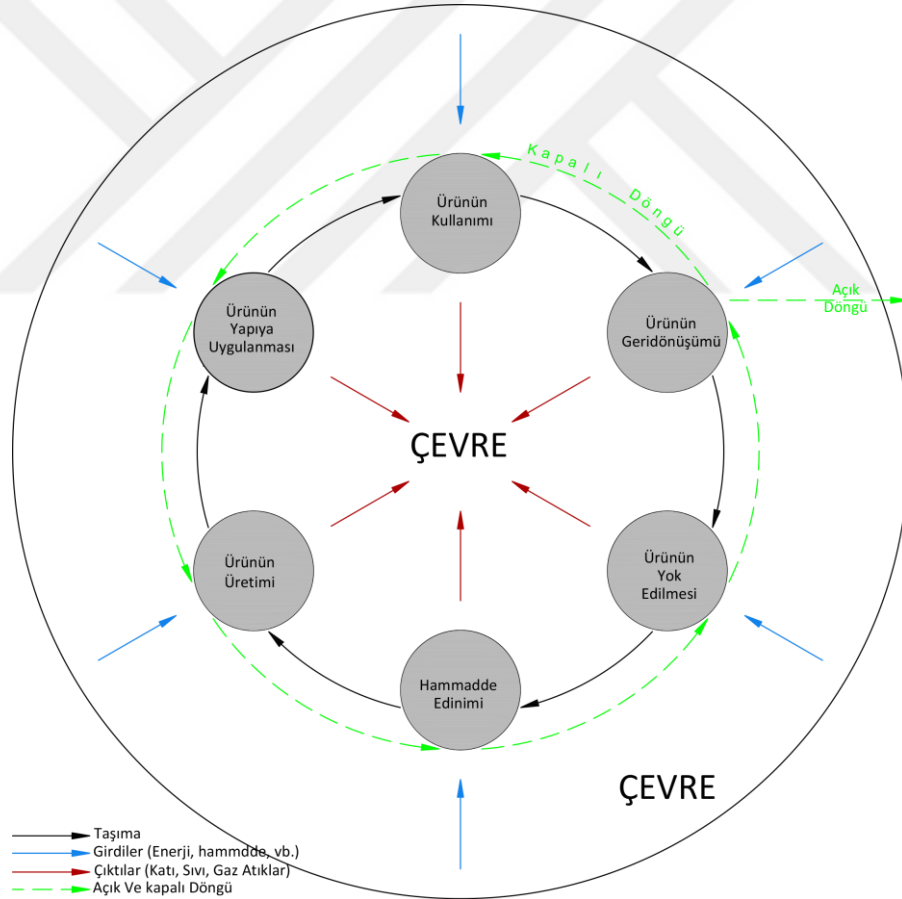 Kapalı Döngü
Ürünün
Kullanımı
Ürünün
Yapıya
Uygulanması
Ürünün
Geridönüşümü
Açık
Döngü
ÇEVRE
Ürünün
Üretimi
Ürünün
Yok
Edilmesi
Hammadde
Edinimi
ÇEVRE
Taşıma
Girdiler (Enerji, hammdde, vb.)
Çıktılar (Katı, Sıvı, Gaz Atıklar)
Açık Ve kapalı Döngü